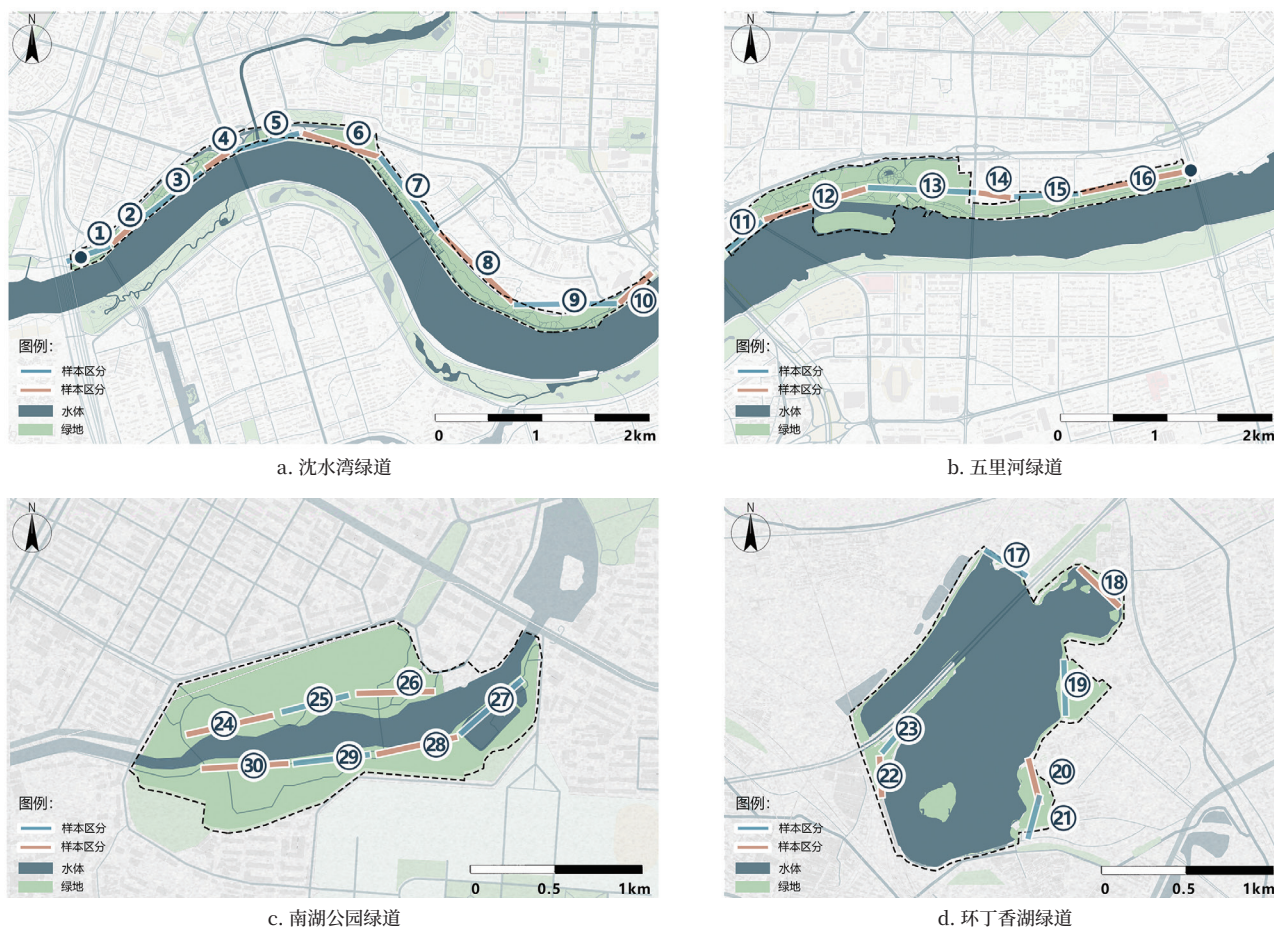 N
① ② ③ ④ ⑤ ⑥ ⑦ ⑧ ⑨ ⑩
图例：
样本区分
样本区分
水体
绿地
0 1 2km
a. 沈水湾绿道
N
⑪ ⑫ ⑬ ⑭ ⑮ ⑯
图例：
样本区分
样本区分
水体
绿地
0 1 2km
b. 五里河绿道
N
㉔ ㉕ ㉖ ㉗ ㉘ ㉙ ㉚
图例：
样本区分
样本区分
水体
绿地
0 0.5 1km
c. 南湖公园绿道
N
⑰ ⑱ ⑲ ⑳ ㉑ ㉒ ㉓
图例：
样本区分
样本区分
水体
绿地
0 0.5 1km
d. 环丁香湖绿道